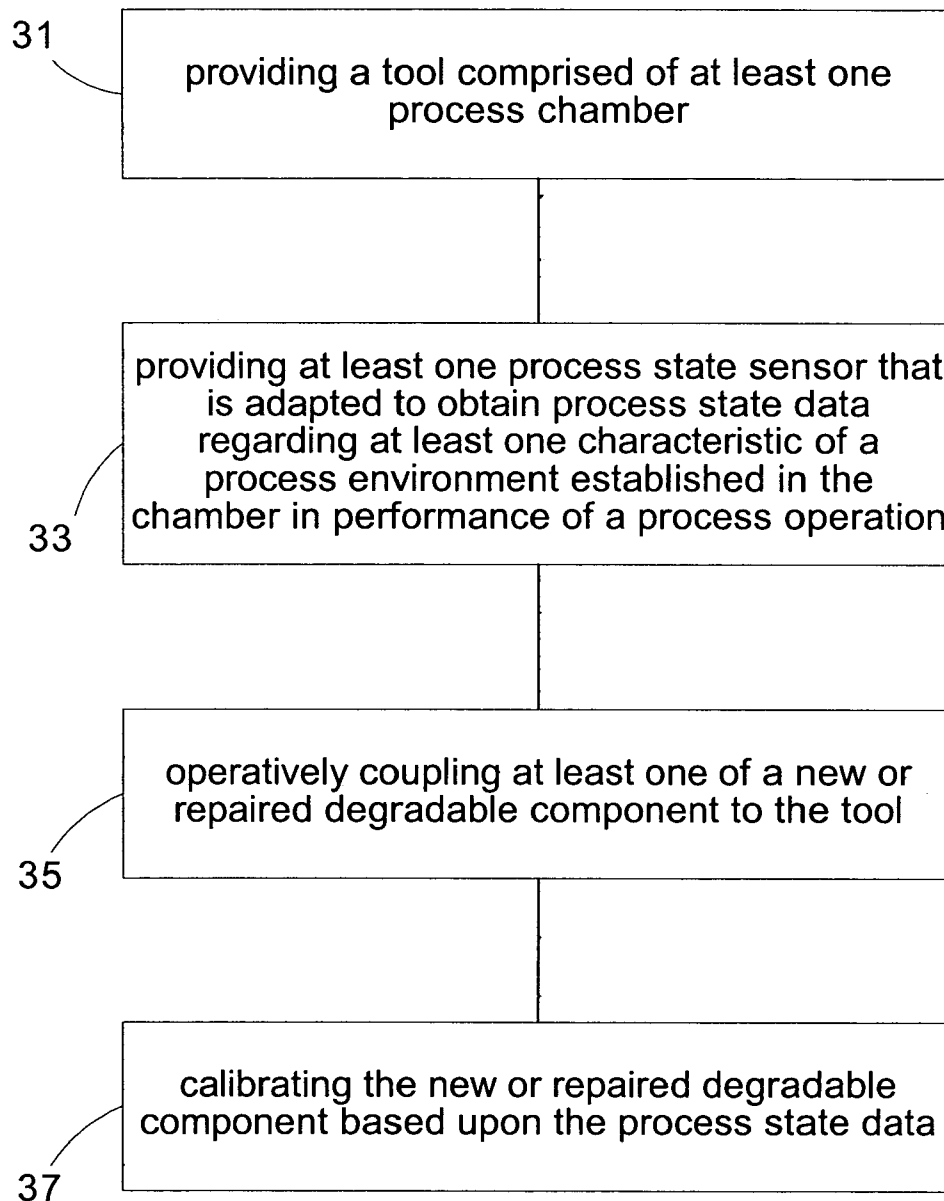 31
providing a tool comprised of at least one
process chamber
providing at least one process state sensor that
is adapted to obtain process state data
regarding at least one characteristic of a
process environment established in the
chamber in performance of a process operation
33
operatively coupling at least one of a new or
repaired degradable component to the tool
35
calibrating the new or repaired degradable
component based upon the process state data
37